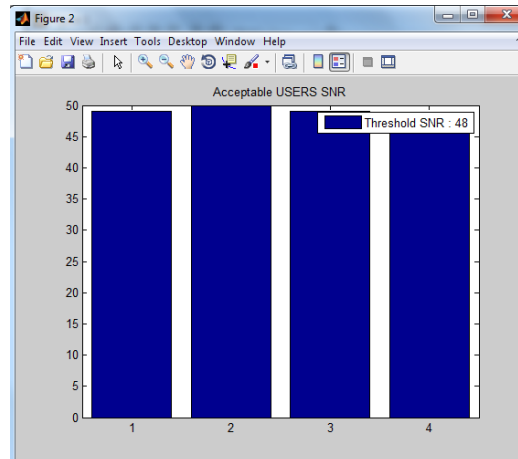 Figure 2
File Edit View Insert Tools Desktop Window Help
Acceptable USERS SNR
Threshold SNR : 48
50
45
40
35
30
25
20
15
10
5
0
1 2 3 4